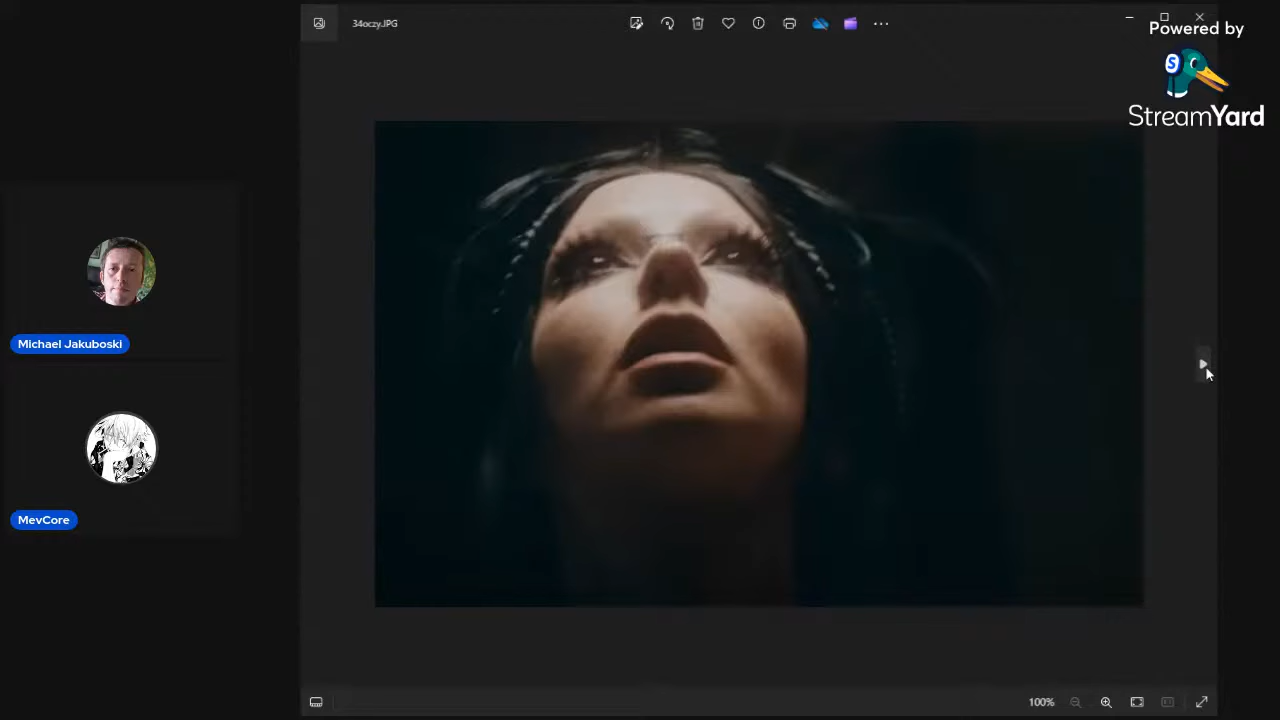 34oczy.JPG
Powered by
S
StreamYard
Michael Jakuboski
MevCore
100%